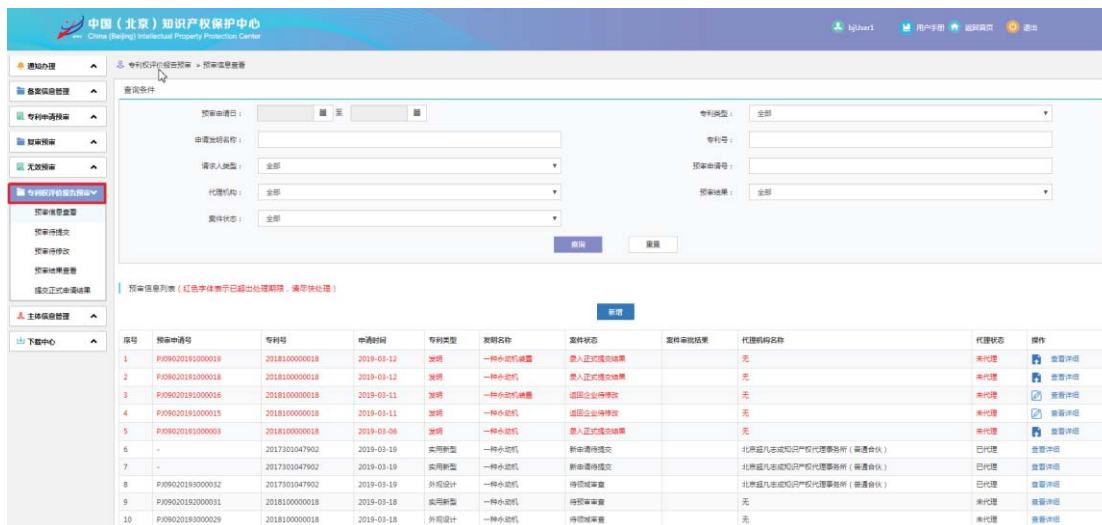 中国（北京）知识产权保护中心
China (Beijing) Intellectual Property Protection Center
bjUser1 用户手册 返回首页 退出
通知办理
备案信息管理
专利申请预审
复审预审
无效预审
专利权评价报告预审
预审信息查看
预审待提交
预审待修改
预审结果查看
提交正式申请结果
主体信息管理
下载中心
专利权评价报告预审 » 预审信息查看
查询条件
预审申请日： 至 专利类型： 全部
申请发明名称： 专利号：
请求人类型： 全部 预审申请号：
代理机构： 全部 预审结果： 全部
案件状态： 全部
查询 重置
预审信息列表（红色字体表示已超出处理期限，请尽快处理）
新增
序号 预审申请号 专利号 申请时间 专利类型 发明名称 案件状态 案件审批结果 代理机构名称 代理状态 操作
1 PJ09020191000019 2018100000018 2019-03-12 发明 一种永动机装置 录入正式提交结果 无 未代理 查看详细
2 PJ09020191000018 2018100000018 2019-03-12 发明 一种永动机 录入正式提交结果 无 未代理 查看详细
3 PJ09020191000016 2018100000018 2019-03-11 发明 一种永动机装置 退回企业待修改 无 未代理 查看详细
4 PJ09020191000015 2018100000018 2019-03-11 发明 一种永动机 退回企业待修改 无 未代理 查看详细
5 PJ09020191000003 2018100000018 2019-03-06 发明 一种永动机 录入正式提交结果 无 未代理 查看详细
6 - 2017301047902 2019-03-19 实用新型 一种永动机 新申请待提交 北京超凡志成知识产权代理事务所（普通合伙） 已代理 查看详细
7 - 2017301047902 2019-03-19 实用新型 一种永动机 新申请待提交 北京超凡志成知识产权代理事务所（普通合伙） 已代理 查看详细
8 PJ09020193000032 2017301047902 2019-03-19 外观设计 一种永动机 待领域审查 北京超凡志成知识产权代理事务所（普通合伙） 已代理 查看详细
9 PJ09020192000031 2018100000018 2019-03-18 实用新型 一种永动机 待预审审查 无 未代理 查看详细
10 PJ09020193000029 2018100000018 2019-03-18 外观设计 一种永动机 待领域审查 无 未代理 查看详细